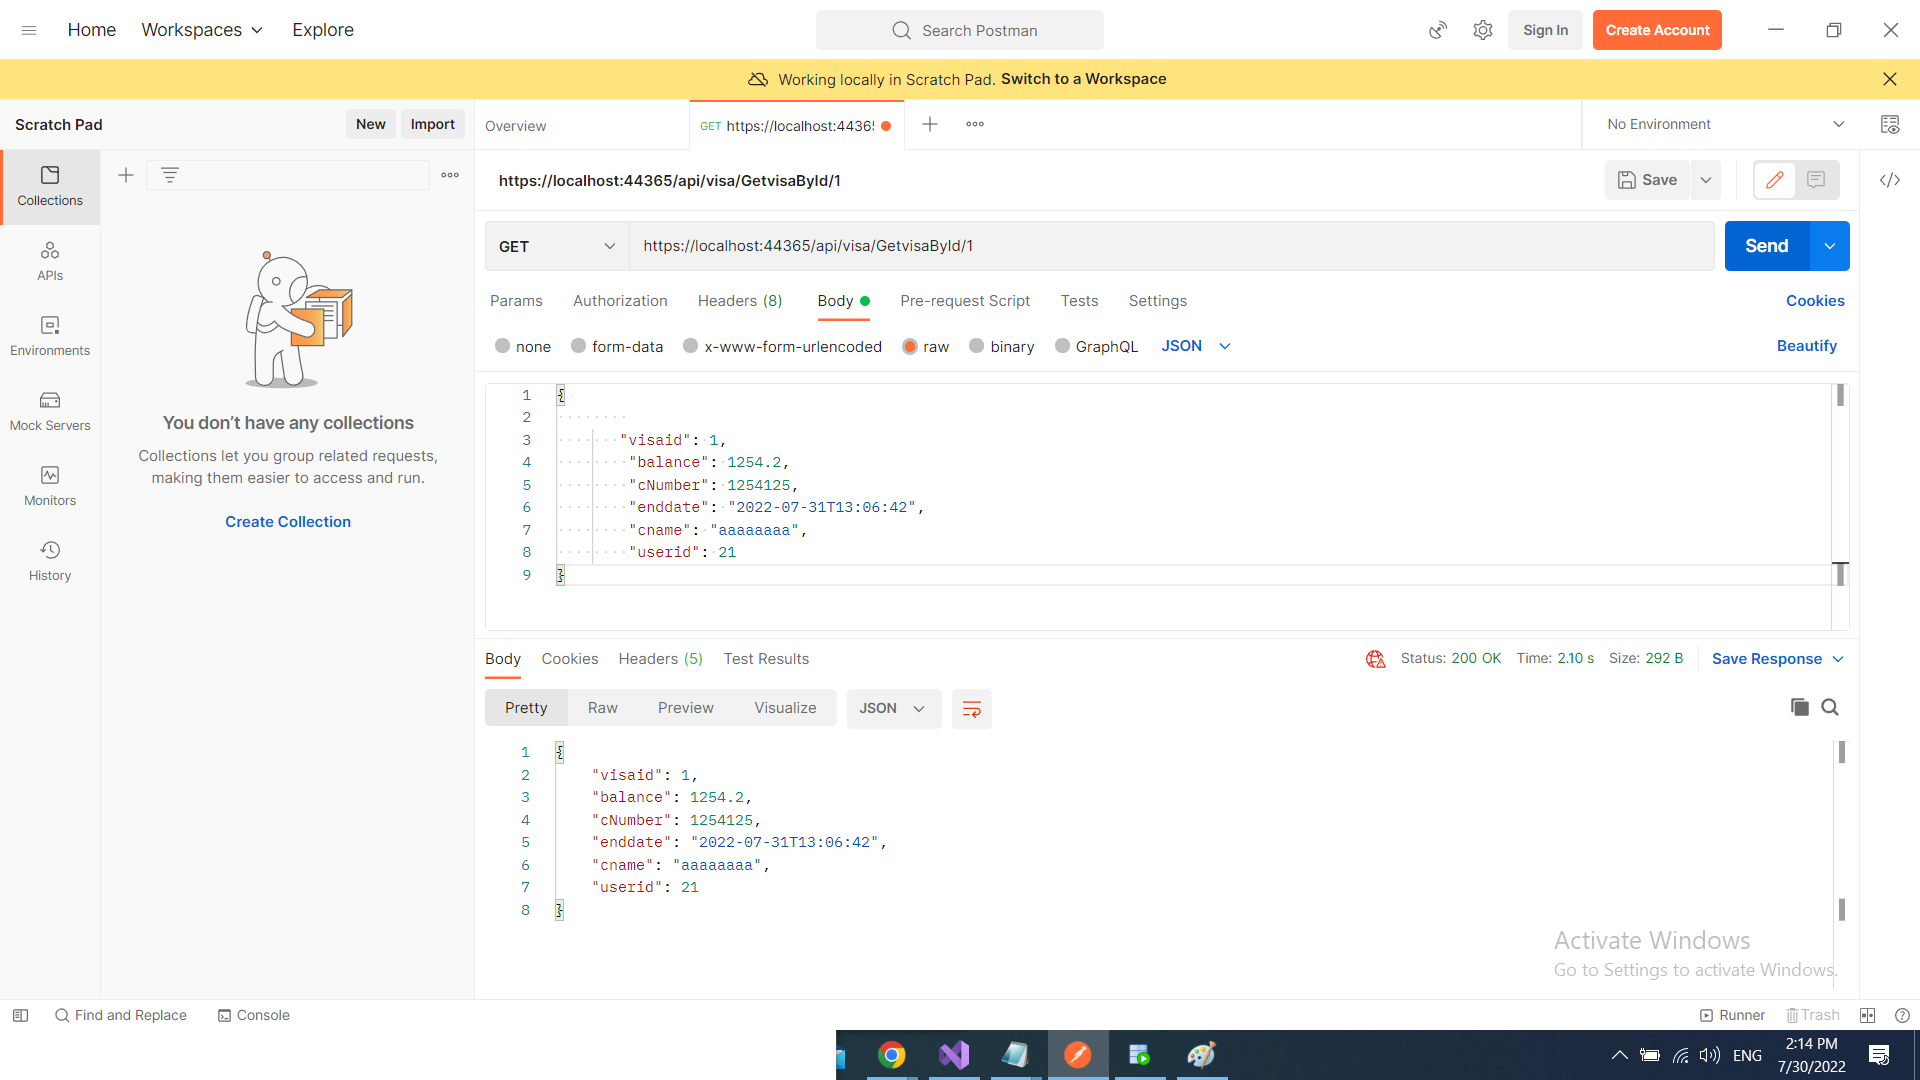 Home Workspaces Explore
Search Postman
Sign In Create Account
Working locally in Scratch Pad. Switch to a Workspace
Scratch Pad New Import
Overview GET https://localhost:44365
No Environment
Collections
APIs
Environments
Mock Servers
Monitors
History
You don’t have any collections
Collections let you group related requests,
making them easier to access and run.
Create Collection
https://localhost:44365/api/visa/GetvisaById/1
Save
GET https://localhost:44365/api/visa/GetvisaById/1 Send
Params Authorization Headers (8) Body Pre-request Script Tests Settings Cookies
none form-data x-www-form-urlencoded raw binary GraphQL JSON Beautify
1 {
2
3 "visaid": 1,
4 "balance": 1254.2,
5 "cNumber": 1254125,
6 "enddate": "2022-07-31T13:06:42",
7 "cname": "aaaaaaaa",
8 "userid": 21
9 }
Body Cookies Headers (5) Test Results Status: 200 OK Time: 2.10 s Size: 292 B Save Response
Pretty Raw Preview Visualize JSON
1 {
2 "visaid": 1,
3 "balance": 1254.2,
4 "cNumber": 1254125,
5 "enddate": "2022-07-31T13:06:42",
6 "cname": "aaaaaaaa",
7 "userid": 21
8 }
Activate Windows
Go to Settings to activate Windows.
Find and Replace Console Runner Trash
ENG
2:14 PM
7/30/2022